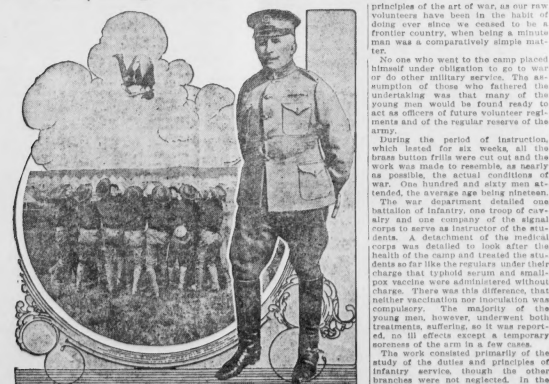 principles of the art of war, as our raw
volunteers have been in the habit of
doing ever since we ceased to be a
frontier country, when being a minute
man was a comparatively simple mat-
ter.
No one who went to the camp placed
himself under obligation to go to war
or do other military service. The as-
sumption of those who fathered the
undertaking was that many of the
young men would be found ready to
act as officers of future volunteer regi-
ments and of the regular reserve of the
army.
During the period of instruction,
which lasted for six weeks, all the
brass button frills were cut out and the
work was made to resemble, as nearly
as possible, the actual conditions of
war. One hundred and sixty men at-
tended, the average age being nineteen.
The war department detailed one
battalion of infantry, one troop of cav-
alry and one company of the signal
corps to serve as instructor of the stu-
dents. A detachment of the medical
corps was detailed to look after the
health of the camp and treated the stu-
dents so far like the regulars under their
charge that typhoid serum and small-
pox vaccine were administered without
charge. There was this difference, that
neither vaccination nor inoculation was
compulsory. The majority of the
young men, however, underwent both
treatments, suffering, so it was report-
ed, no ill effects except a temporary
soreness of the arm in a few cases.
The work consisted primarily of the
study of the duties and principles of
infantry service, though the other
branches were not neglected. In the